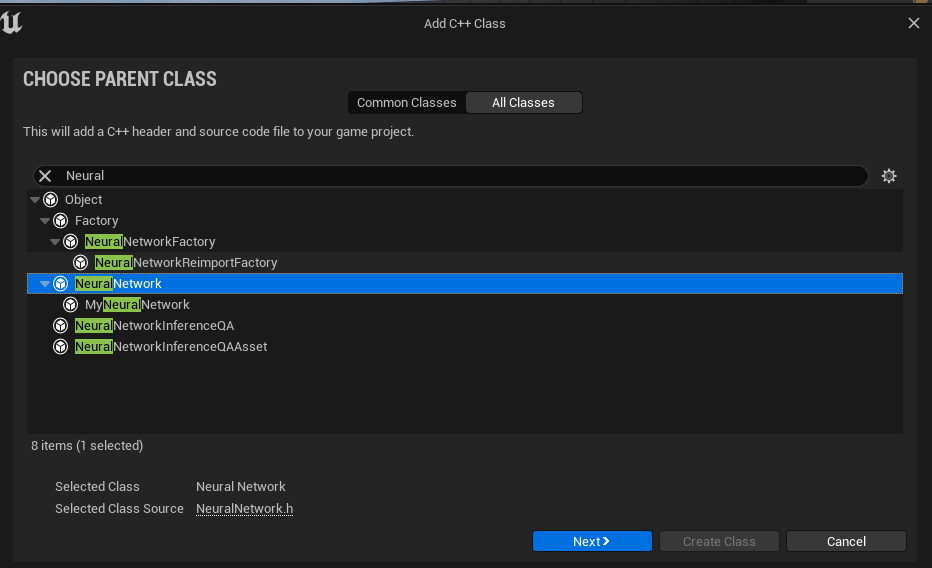 Add C++ Class
CHOOSE PARENT CLASS
Common Classes All Classes
This will add a C++ header and source code file to your game project.
Neural
Object
Factory
NeuralNetworkFactory
NeuralNetworkReimportFactory
NeuralNetwork
MyNeuralNetwork
NeuralNetworkInferenceQA
NeuralNetworkInferenceQAAsset
8 items (1 selected)
Selected Class Neural Network
Selected Class Source NeuralNetwork.h
Next Create Class Cancel